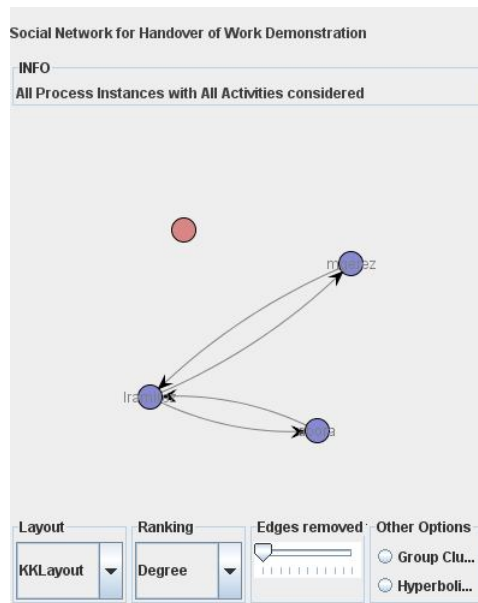 Social Network for Handover of Work Demonstration
INFO
All Process Instances with All Activities considered
Layout
Ranking
Edges removed
Other Options
KKLayout
Degree
Group Clu...
Hyperboli...